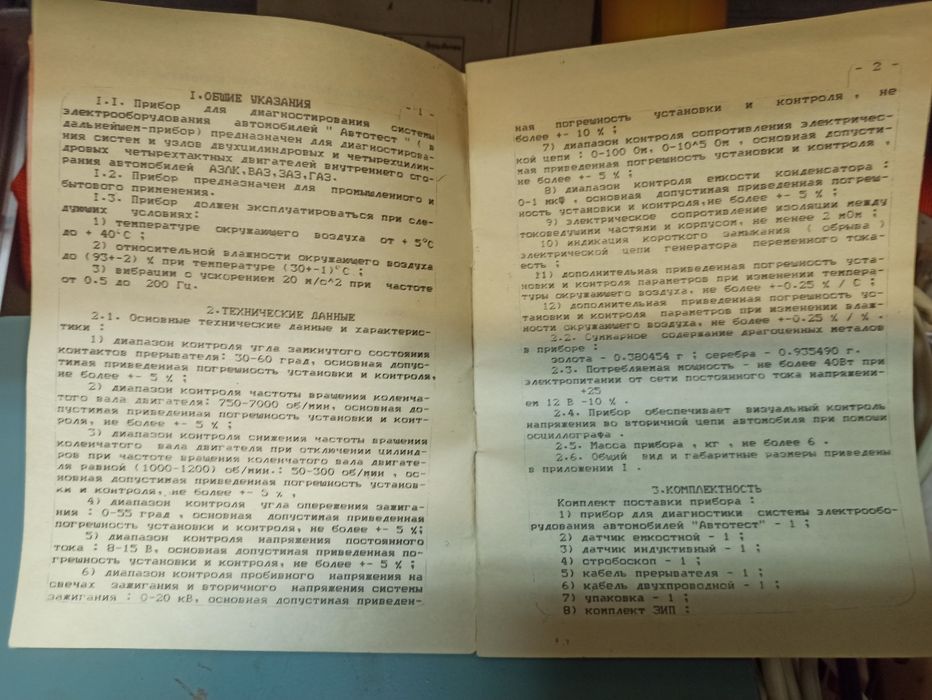 - 1 -
1.ОБЩИЕ УКАЗАНИЯ
1.1. Прибор для диагностирования системы
электрооборудования автомобилей " Автотест " ( в
дальнейшем-прибор) предназначен для диагностирова-
ния систем и узлов двухцилиндровых и четырехцилин-
дровых четырехтактных двигателей внутреннего сго-
рания автомобилей АЗЛК,ВАЗ,ЗАЗ,ГАЗ.
1.2. Прибор предназначен для промышленного и
бытового применения.
1.3. Прибор должен эксплуатироваться при сле-
дующих условиях:
1) температуре окружающего воздуха от + 5°С
до + 40°С ;
2) относительной влажности окружающего воздуха
до (93+-2) % при температуре (30+-1)°С ;
3) вибрации с ускорением 20 м/с^2 при частоте
от 0.5 до 200 Гц.
2.ТЕХНИЧЕСКИЕ ДАННЫЕ
2.1. Основные технические данные и характерис-
тики :
1) диапазон контроля угла замкнутого состояния
контактов прерывателя: 30-60 град, основная допус-
тимая приведенная погрешность установки и контроля,
не более +- 5 % ;
2) диапазон контроля частоты вращения коленча-
того вала двигателя: 750-7000 об/мин, основная до-
пустимая приведенная погрешность установки и конт-
роля, не более +- 5 % ;
3) диапазон контроля снижения частоты вращения
коленчатого вала двигателя при отключении цилинд-
ров при частоте вращения коленчатого вала двигате-
ля равной (1000-1200) об/мин.: 50-300 об/мин , ос-
новная допустимая приведенная погрешность установ-
ки и контроля, не более +- 5 % ,
4) диапазон контроля угла опережения зажига-
ния : 0-55 град , основная допустимая приведенная
погрешность установки и контроля, не более +- 5 %;
5) диапазон контроля напряжения постоянного
тока : 8-15 В, основная допустимая приведенная по-
грешность установки и контроля, не более +- 5 % ;
6) диапазон контроля пробивного напряжения на
свечах зажигания и вторичного напряжения системы
зажигания : 0-20 кВ, основная допустимая приведен-
- 2 -
ная погрешность установки и контроля , не
более +- 10 % ;
7) диапазон контроля сопротивления электричес-
кой цепи : 0-100 Ом, 0-10^5 Ом , основная допусти-
мая приведенная погрешность установки и контроля ,
не более +- 5 % ;
8) диапазон контроля емкости конденсатора :
0-1 мкФ , основная допустимая приведенная погреш-
ность установки и контроля,не более +- 5 % ;
9) электрическое сопротивление изоляции между
токоведущими частями и корпусом, не менее 2 мОм ;
10) индикация короткого замыкания ( обрыва )
электрической цепи генератора переменного тока-
есть ;
11) дополнительная приведенная погрешность уста-
новки и контроля параметров при изменении темпера-
туры окружающего воздуха, не более +-0.25 % / С ;
12) дополнительная приведенная погрешность ус-
тановки и контроля параметров при изменении влаж-
ности окружающего воздуха, не более +-0.25 % / % .
2.2. Суммарное содержание драгоценных металов
в приборе :
золота - 0.380454 г ; серебра - 0.935490 г.
2.3. Потребляемая мощность - не более 40Вт при
электропитании от сети постоянного тока напряжени-
+25
ем 12 В -10 % .
2.4. Прибор обеспечивает визуальный контроль
напряжения во вторичной цепи автомобиля при помощи
осциллографа .
2.5. Масса прибора , кг , не более 6 .
2.6. Общий вид и габаритные размеры приведены
в приложении 1 .
3.КОМПЛЕКТНОСТЬ
Комплект поставки прибора :
1) прибор для диагностики системы электрообо-
рудования автомобилей "Автотест" - 1 ;
2) датчик емкостной - 1 ;
3) датчик индуктивный - 1 ;
4) стробоскоп - 1 ;
5) кабель прерывателя - 1 ;
6) кабель двухпроводной - 1 ;
7) упаковка - 1 ;
8) комплект ЗИП :